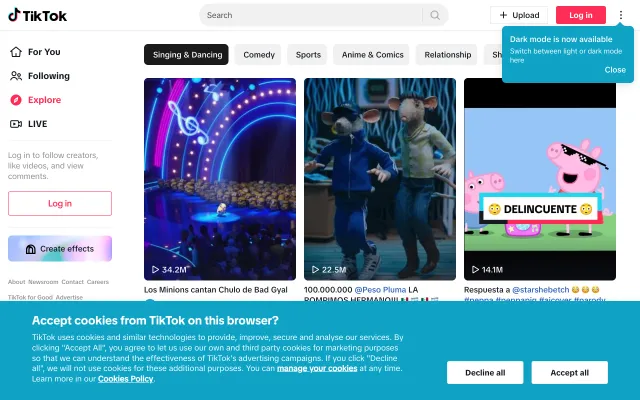 TikTok
Search
Upload
Log in
Dark mode is now available
Switch between light or dark mode
here
Close
For You
Following
Explore
LIVE
Log in to follow creators,
like videos, and view
comments.
Log in
Create effects
About Newsroom Contact Careers
TikTok for Good Advertise
Singing & Dancing
Comedy
Sports
Anime & Comics
Relationship
Sh
34.2M
Los Minions cantan Chulo de Bad Gyal
22.5M
100.000.000 @Peso Pluma LA
ROMPIMOS HERMANO!!!
😳 DELINCUENTE 😳
14.1M
Respuesta a @starshebetch
#peppa #peppapig #aicover #parody
Accept cookies from TikTok on this browser?
TikTok uses cookies and similar technologies to provide, improve, secure and analyse our services. By
clicking "Accept All", you agree to let us use our own and third party cookies for marketing purposes
so that we can understand the effectiveness of TikTok's advertising campaigns. If you click "Decline
all", we will not use cookies for these additional purposes. You can manage your cookies at any time.
Learn more in our Cookies Policy.
Decline all
Accept all